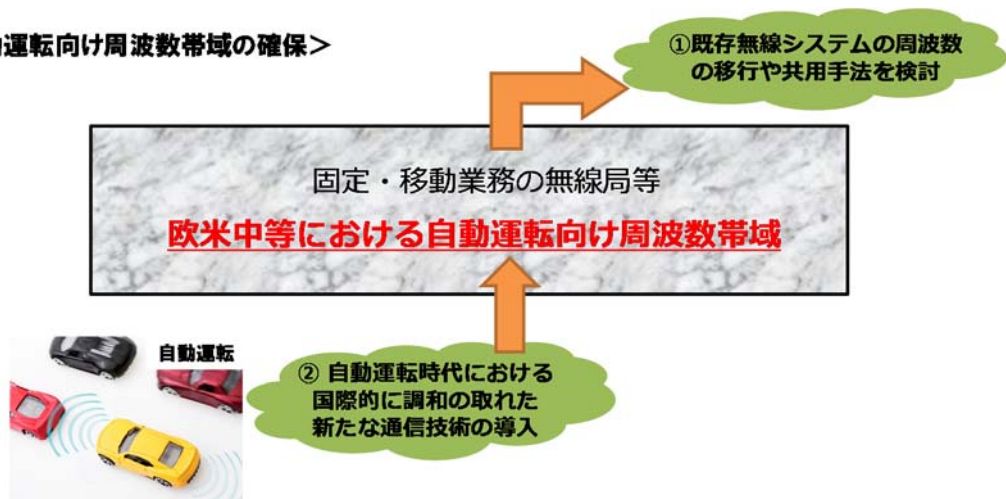 運転向け周波数帯域の確保＞
①既存無線システムの周波数
の移行や共用手法を検討
固定・移動業務の無線局等
欧米中等における自動運転向け周波数帯域
自動運転
② 自動運転時代における
国際的に調和の取れた
新たな通信技術の導入